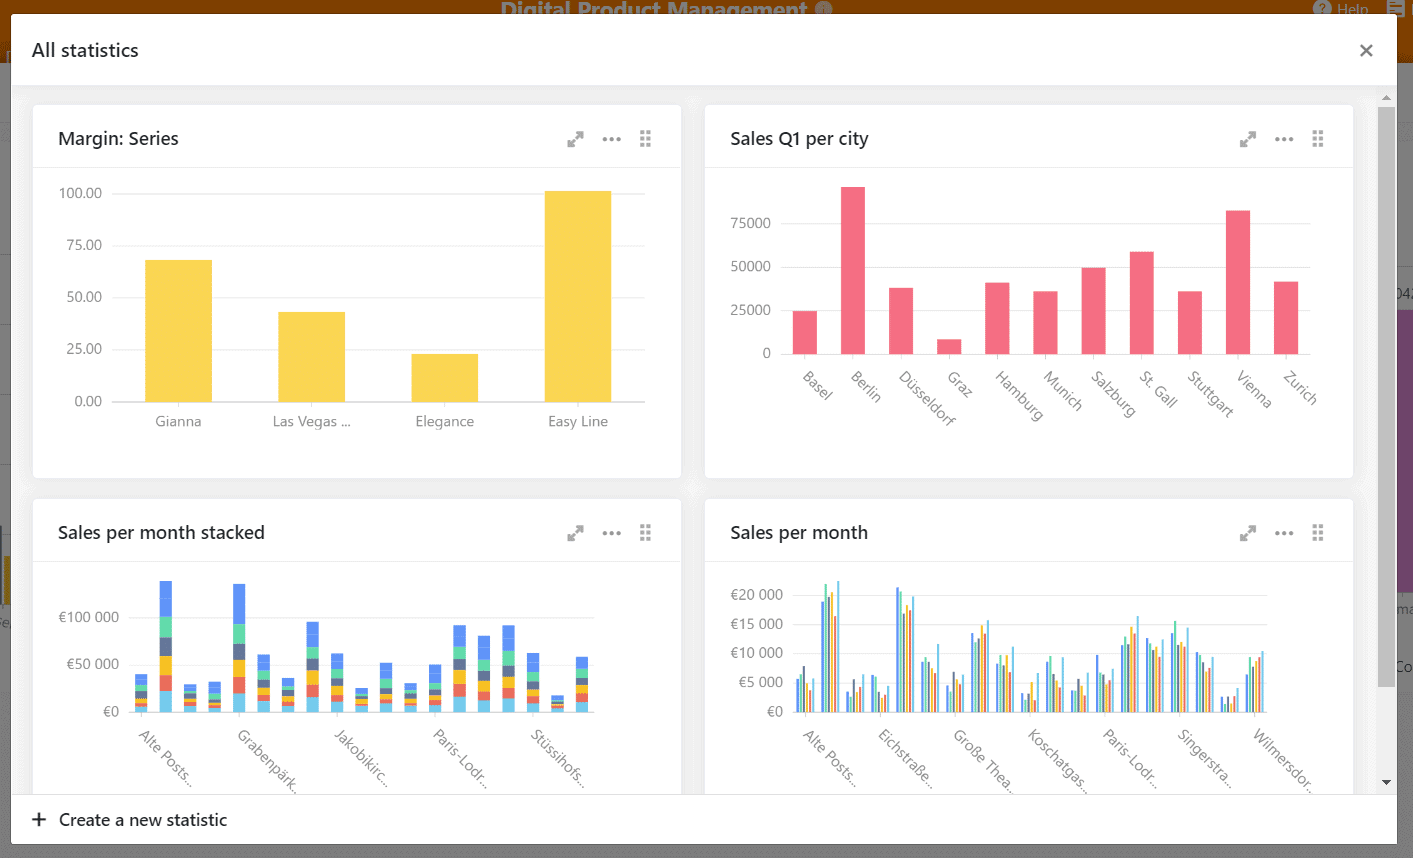 Digital Product Management
Help
All statistics
Margin: Series
100.00
75.00
50.00
25.00
0.00
Gianna
Las Vegas ...
Elegance
Easy Line
Sales Q1 per city
75000
50000
25000
0
Basel
Berlin
Düsseldorf
Graz
Hamburg
Munich
Salzburg
St. Gall
Stuttgart
Vienna
Zurich
Sales per month stacked
€100 000
€50 000
€0
Alte Posts...
Grabenpärk...
Jakobikirc...
Paris-Lodr...
Stüssihofs...
Sales per month
€20 000
€15 000
€10 000
€5 000
€0
Alte Posts...
Eichstraße...
Große Thea...
Koschatgas...
Paris-Lodr...
Singerstra...
Wilmersdor...
Create a new statistic